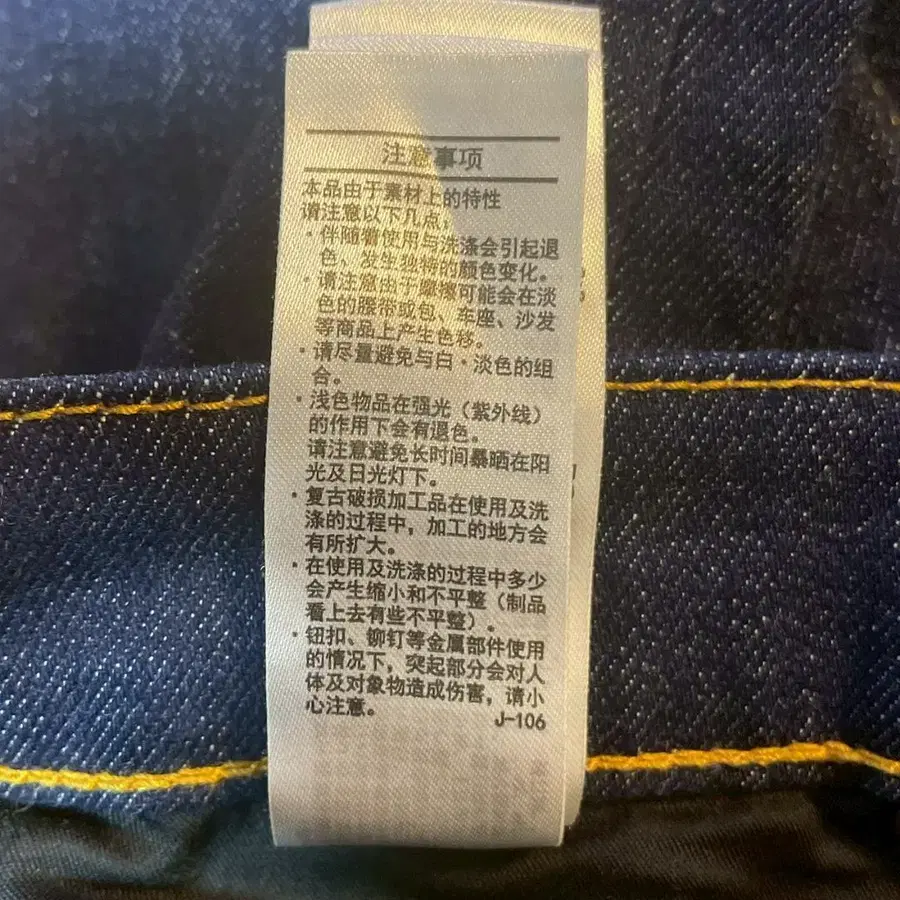 注意事项
本品由于素材上的特性
请注意以下几点:
·伴随着使用与洗涤会引起退
色、发生独特的颜色变化。
·请注意由于磨擦可能会在淡
色的腰带或包、车座、沙发
等商品上产生色移。
·请尽量避免与白·淡色的组
合。
·浅色物品在强光（紫外线）
的作用下会有退色。
请注意避免长时间暴晒在阳
光及日光灯下。
·复古破损加工品在使用及洗
涤的过程中，加工的地方会
有所扩大。
·在使用及洗涤的过程中多少
会产生缩小和不平整（制品
看上去有些不平整）。
·钮扣、铆钉等金属部件使用
的情况下，突起部分会对人
体及对象物造成伤害，请小
心注意。
J-106